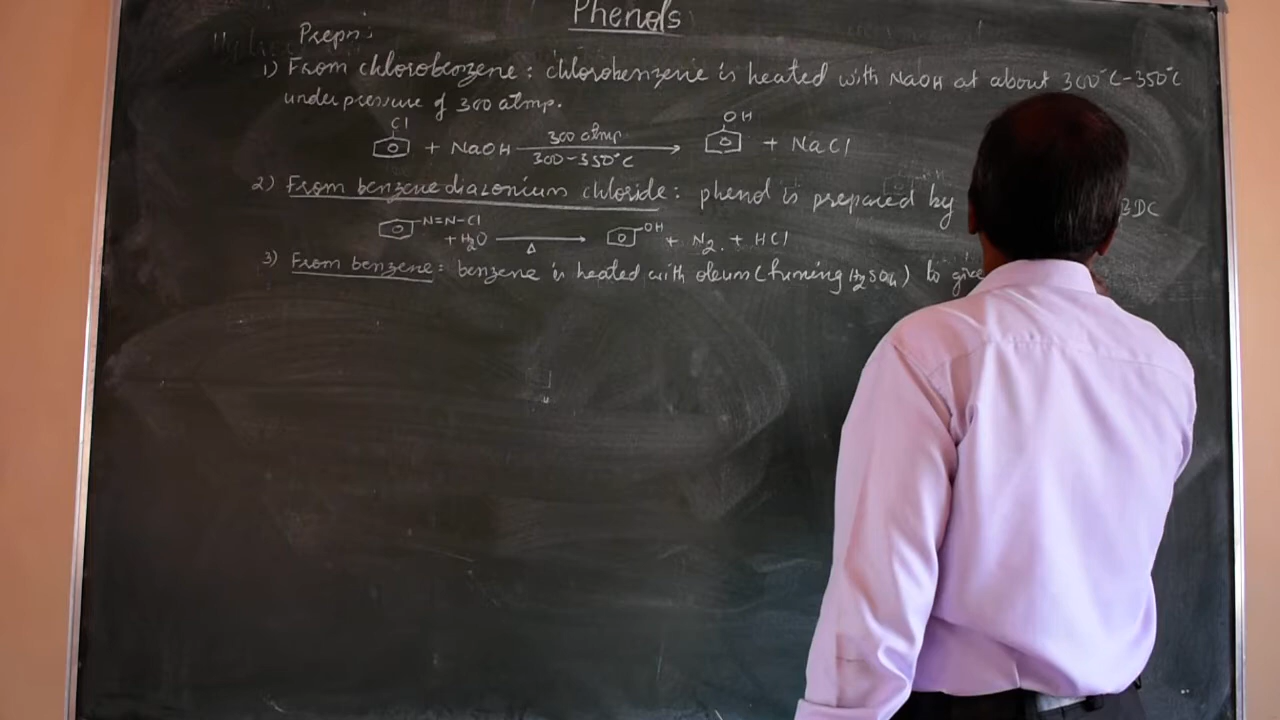 Phenols
Prepn:
1) From chlorobenzene: chlorobenzene is heated with NaOH at about 300°C-350°C
under pressure of 300 atmp.
Cl OH
+ NaOH 300 atmp + NaCl
300-350°C
2) From benzene diazonium chloride: phenol is prepared by BDC
N=N-Cl OH
+ H2O Δ + N2 + HCl
3) From benzene: benzene is heated with oleum (fuming H2SO4) to give